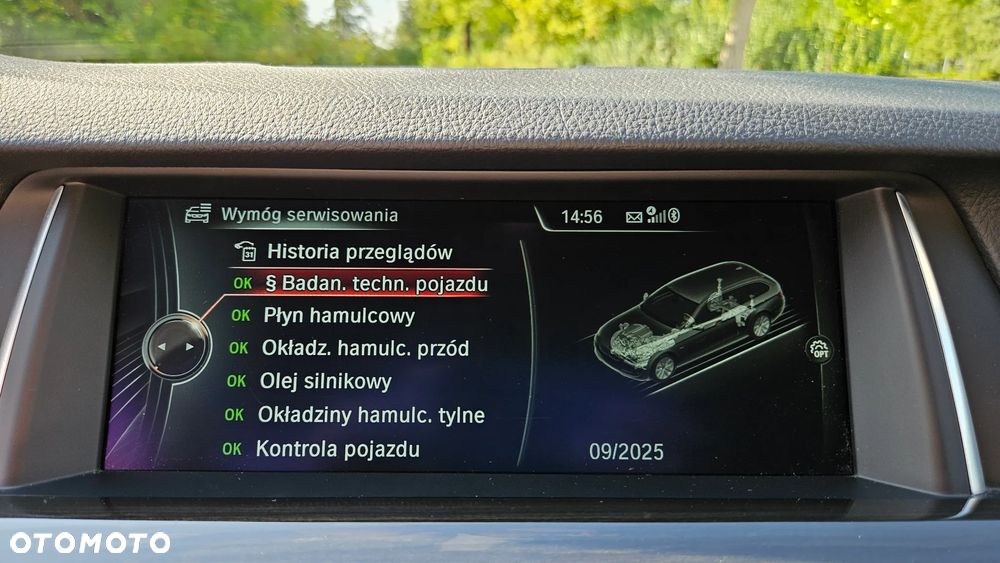 Wymóg serwisowania
14:56
Historia przeglądów
31
OK § Badan. techn. pojazdu
OK Płyn hamulcowy
OK Okładz. hamulc. przód
OK Olej silnikowy
OK Okładziny hamulc. tylne
OK Kontrola pojazdu
OPT
09/2025
OTOMOTO